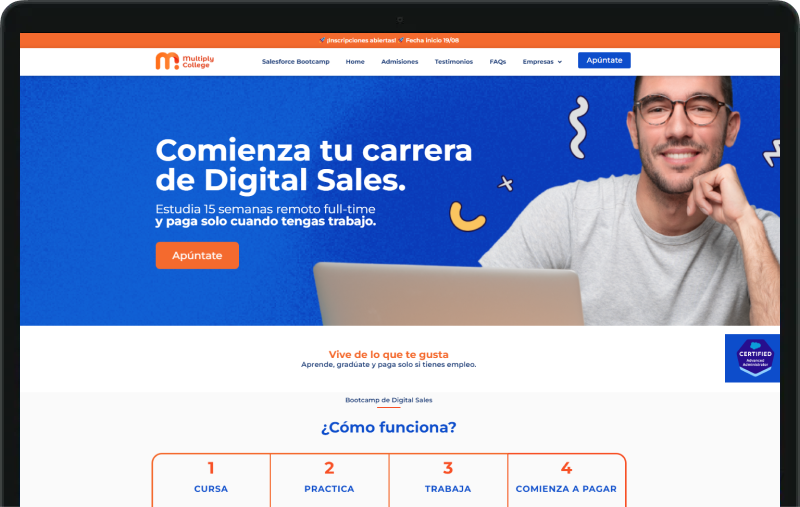 ¡Inscripciones abiertas! Fecha inicio 19/08
Multiply
College
Salesforce Bootcamp Home Admisiones Testimonios FAQs Empresas Apúntate
Comienza tu carrera
de Digital Sales.
Estudia 15 semanas remoto full-time
y paga solo cuando tengas trabajo.
Apúntate
CERTIFIED
Advanced
Administrator
Vive de lo que te gusta
Aprende, gradúate y paga solo si tienes empleo.
Bootcamp de Digital Sales
¿Cómo funciona?
1 2 3 4
CURSA PRACTICA TRABAJA COMIENZA A PAGAR